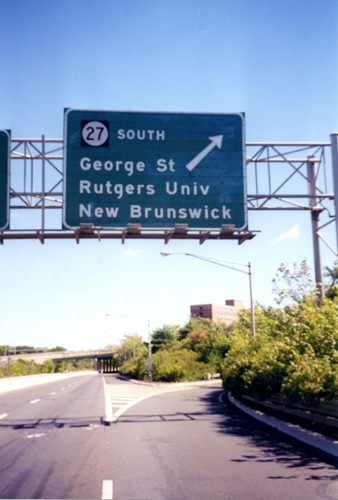 27 SOUTH
George St
Rutgers Univ
New Brunswick